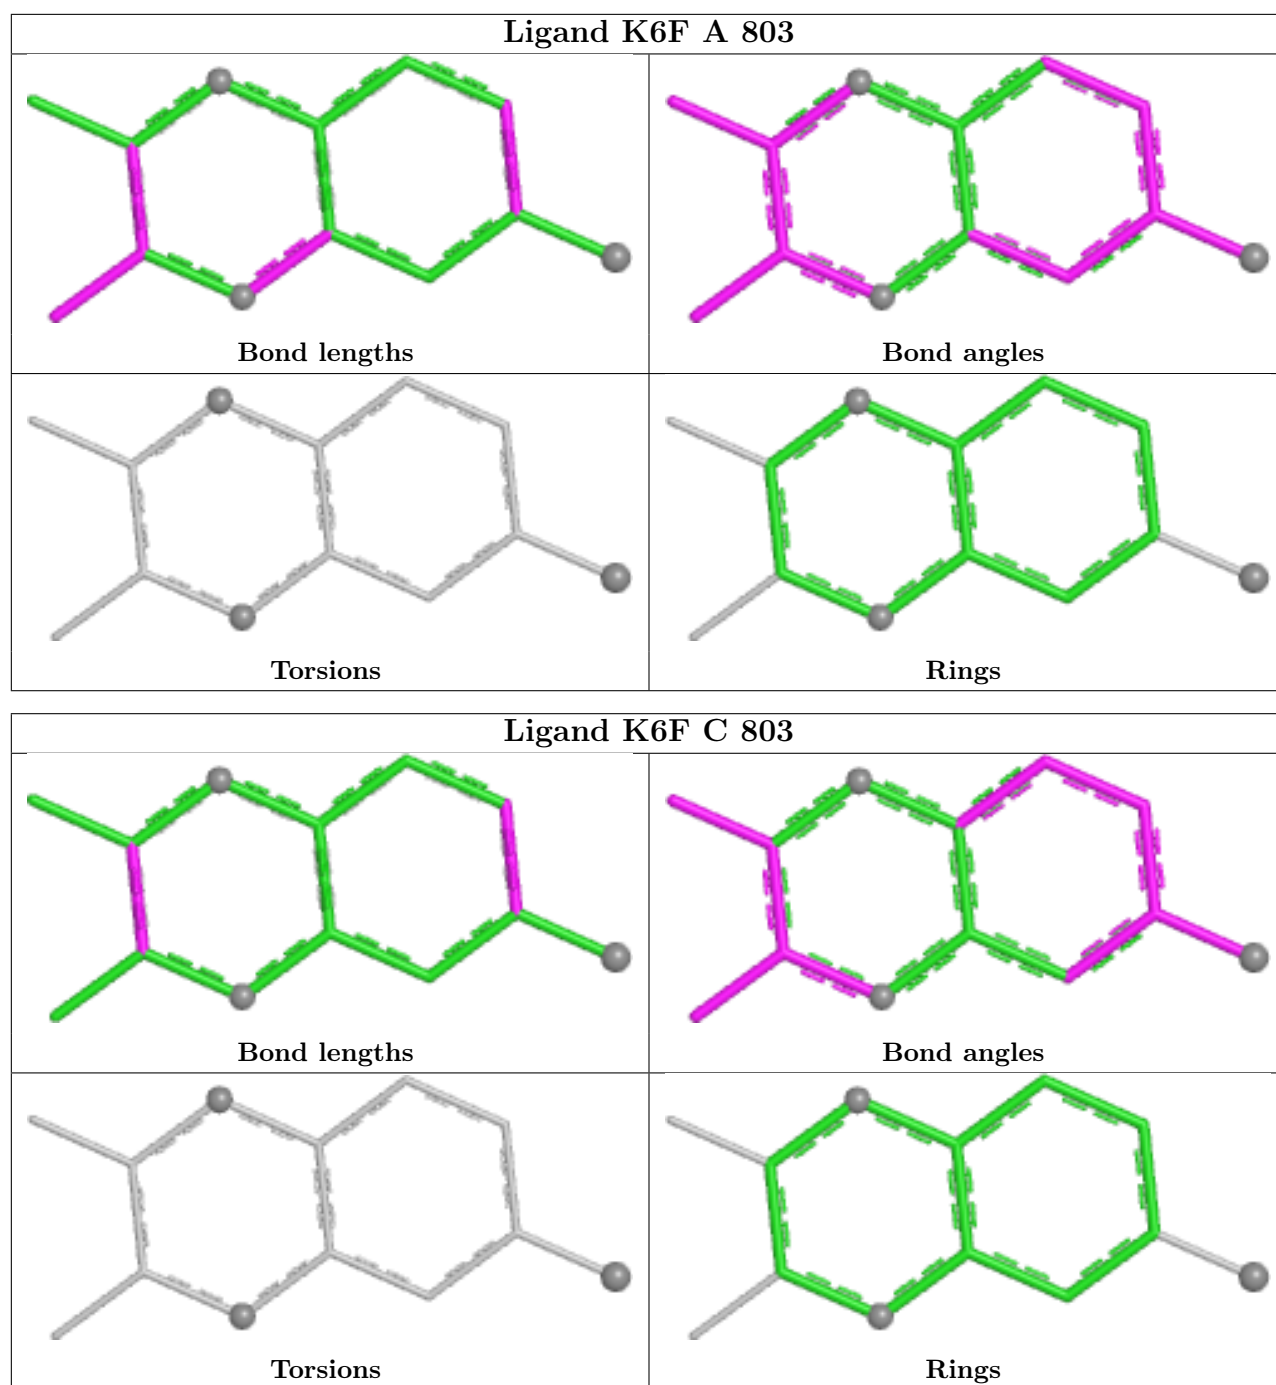 Ligand K6F A 803
Bond lengths
Bond angles
Torsions
Rings
Ligand K6F C 803
Bond lengths
Bond angles
Torsions
Rings